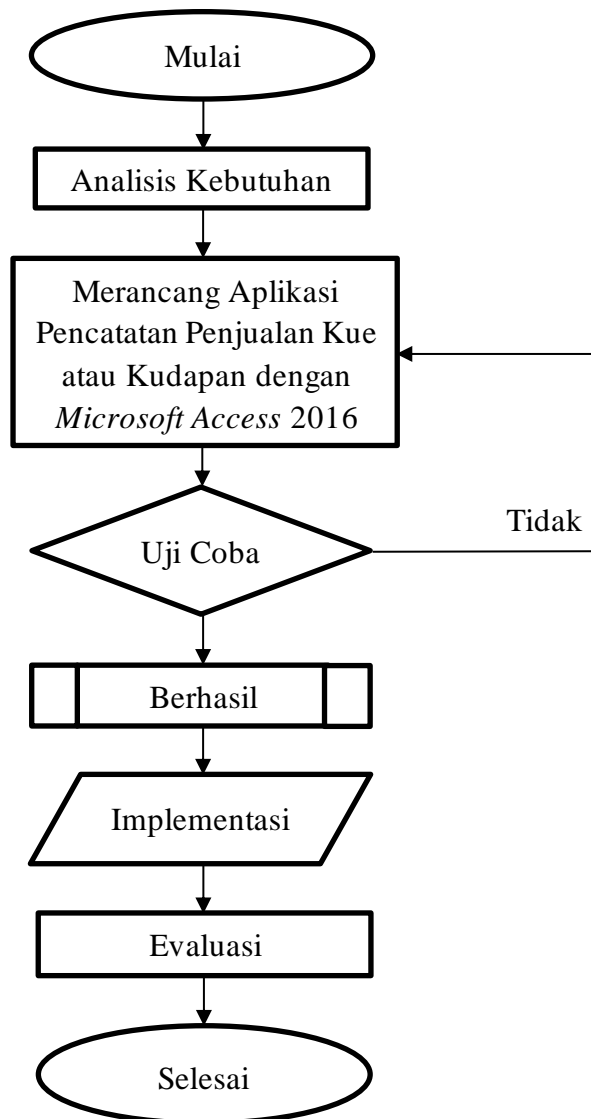 Mulai
Analisis Kebutuhan
Merancang Aplikasi
Pencatatan Penjualan Kue
atau Kudapan dengan
Microsoft Access 2016
Tidak
Uji Coba
Berhasil
Implementasi
Evaluasi
Selesai